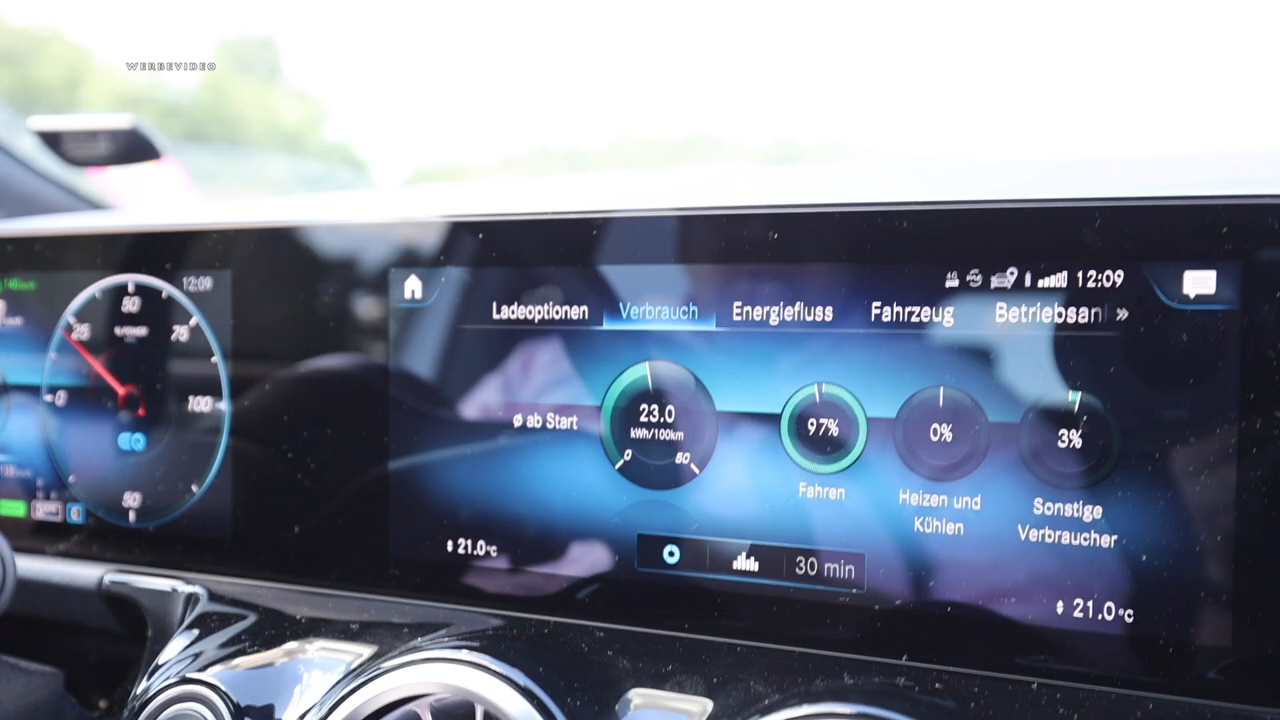 WERBEVIDEO
12:09
50
25
75
% POWER
0
100
50
12:09
Ladeoptionen
Verbrauch
Energiefluss
Fahrzeug
Betriebsan
»
ø ab Start
23.0
kWh/100km
0
50
97%
Fahren
0%
Heizen und
Kühlen
3%
Sonstige
Verbraucher
21.0°C
30 min
21.0°C